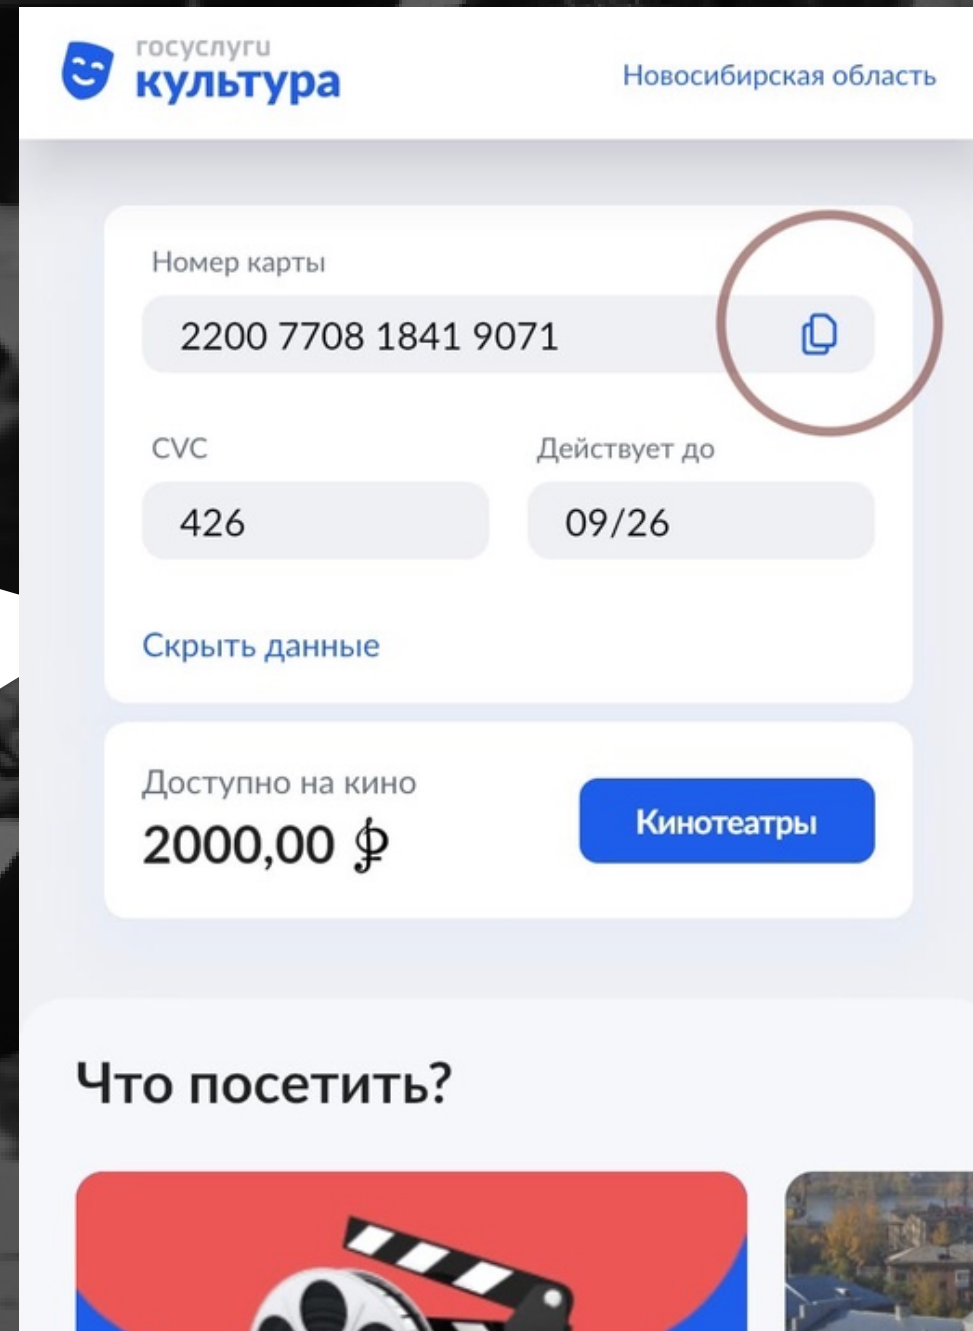 госуслуги
культура
Новосибирская область
Номер карты
2200 7708 1841 9071
CVC
Действует до
426
09/26
Скрыть данные
Доступно на кино
2000,00 ₽
Кинотеатры
Что посетить?